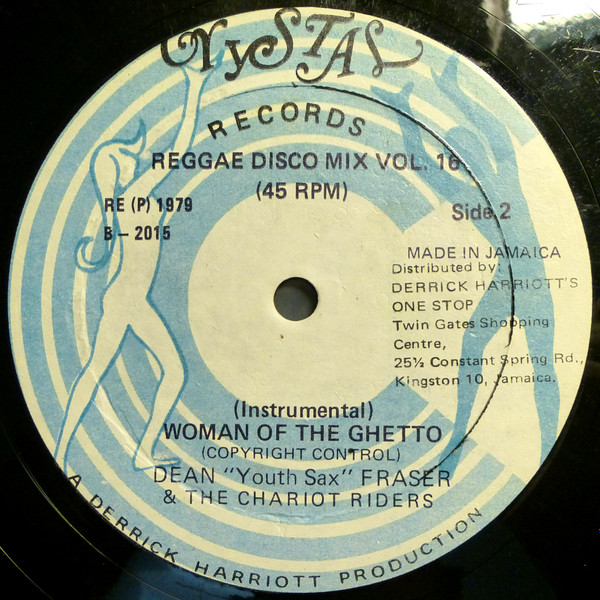 CRYSTAL
RECORDS
REGGAE DISCO MIX VOL. 16
(45 RPM)
RE (P) 1979
B - 2015
Side 2
MADE IN JAMAICA
Distributed by:
DERRICK HARRIOTT'S
ONE STOP
Twin Gates Shopping
Centre,
25½ Constant Spring Rd.,
Kingston 10, Jamaica.
(Instrumental)
WOMAN OF THE GHETTO
(COPYRIGHT CONTROL)
DEAN "Youth Sax" FRASER
& THE CHARIOT RIDERS
A DERRICK HARRIOTT PRODUCTION